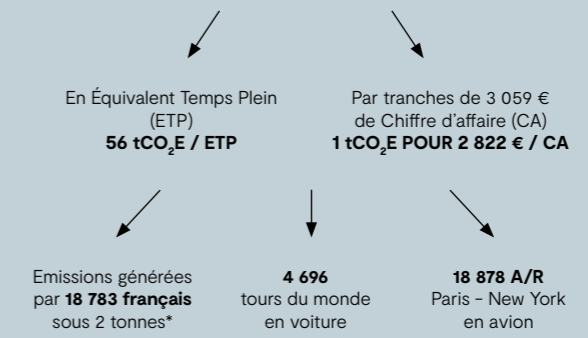 En Équivalent Temps Plein
(ETP)
56 tCO₂E / ETP
Par tranches de 3 059 €
de Chiffre d’affaire (CA)
1 tCO₂E POUR 2 822 € / CA
Emissions générées
par 18 783 français
sous 2 tonnes*
4 696
tours du monde
en voiture
18 878 A/R
Paris - New York
en avion